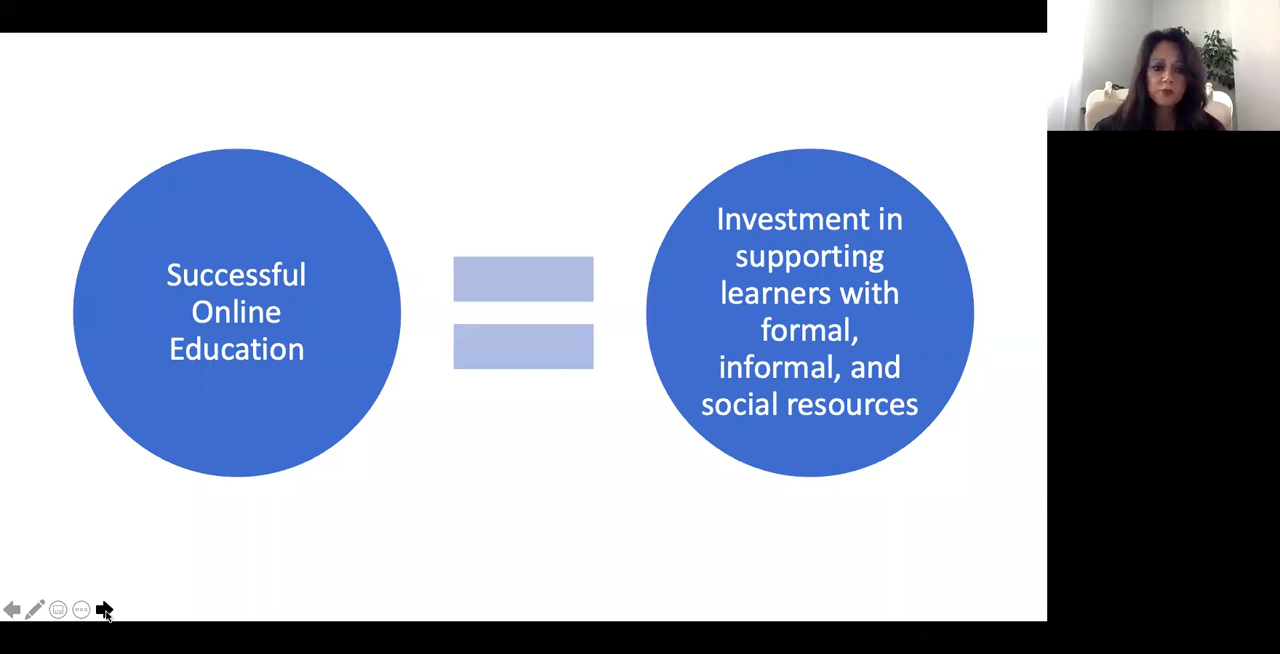 Successful
Online
Education
Investment in
supporting
learners with
formal,
informal, and
social resources